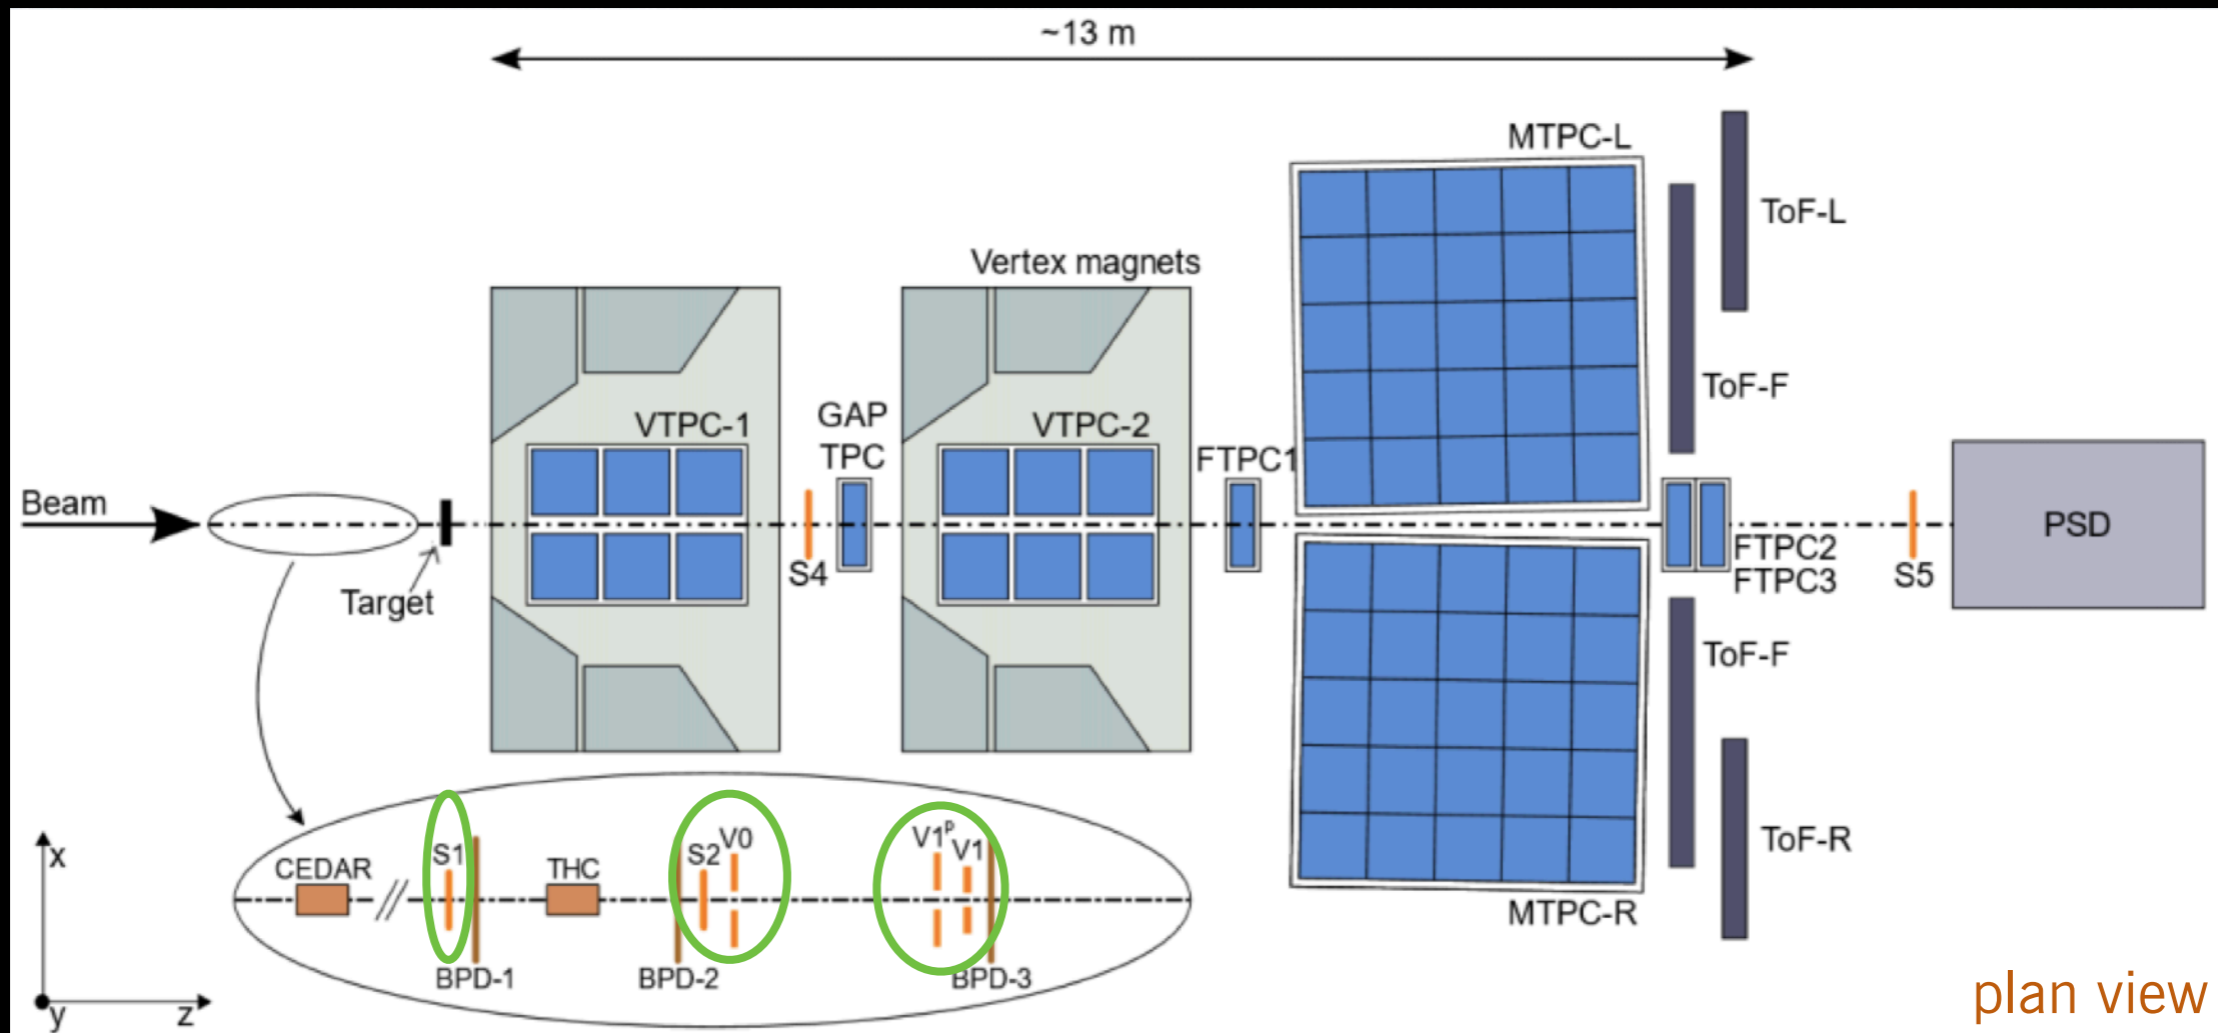 ~13 m
MTPC-L
ToF-L
Vertex magnets
ToF-F
VTPC-1
GAP
TPC
VTPC-2
FTPC1
Beam
PSD
Target
S4
FTPC2
FTPC3
S5
ToF-F
ToF-R
MTPC-R
CEDAR
S1
THC
S2
V0
V1ᵖ
V1
BPD-1
BPD-2
BPD-3
x
y
z
plan view